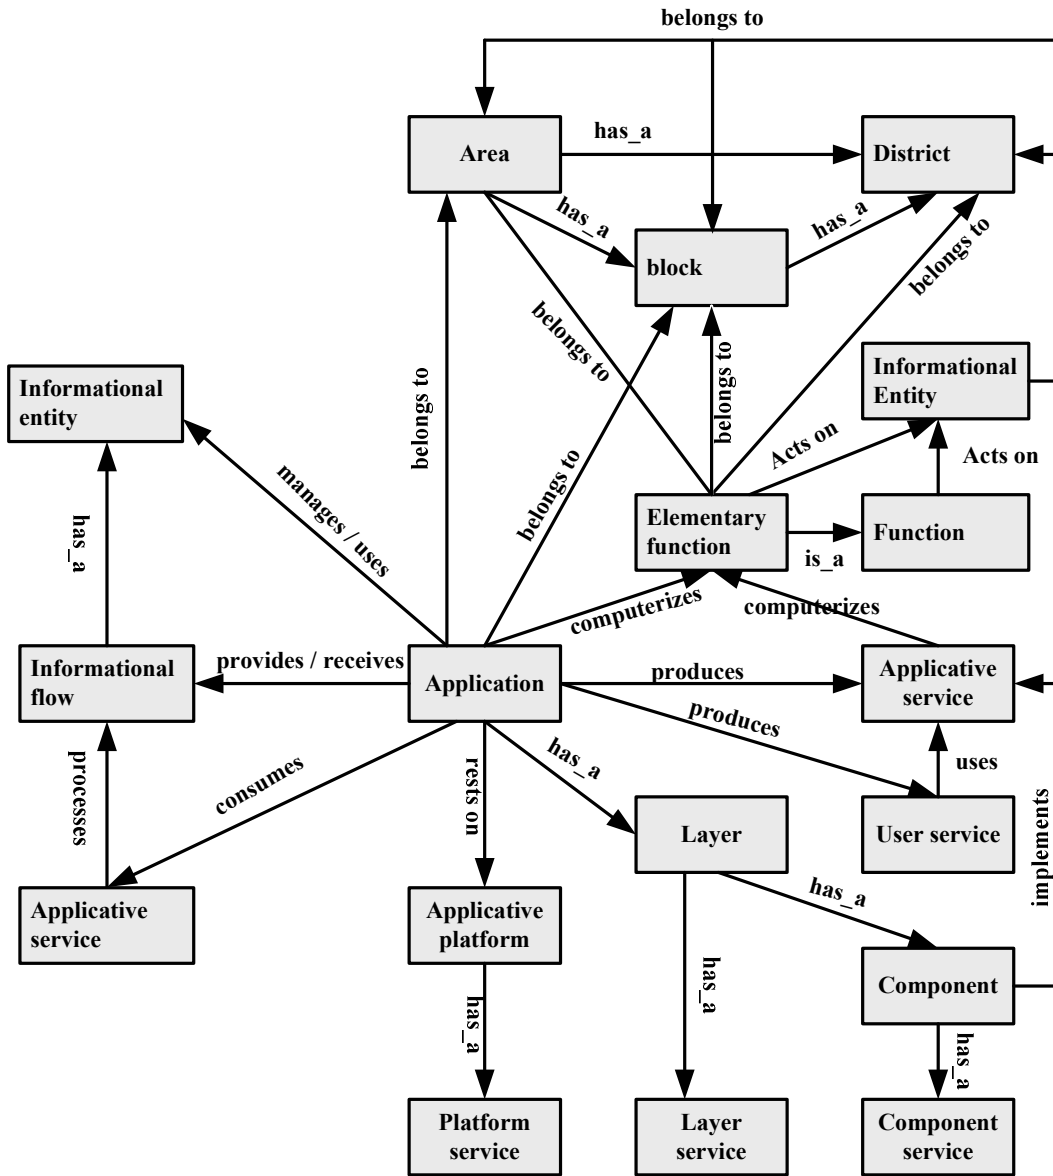 belongs to
Area
has_a
District
has_a
has_a
block
belongs to
belongs to
belongs to
belongs to
belongs to
Informational
entity
Informational
Entity
manages / uses
Acts on
Acts on
has_a
Elementary
function
is_a
Function
computerizes
computerizes
Informational
flow
provides / receives
Application
produces
Applicative
service
produces
processes
consumes
rests on
has_a
uses
Layer
User service
implements
Applicative
service
Applicative
platform
has_a
Component
has_a
has_a
has_a
Platform
service
Layer
service
Component
service